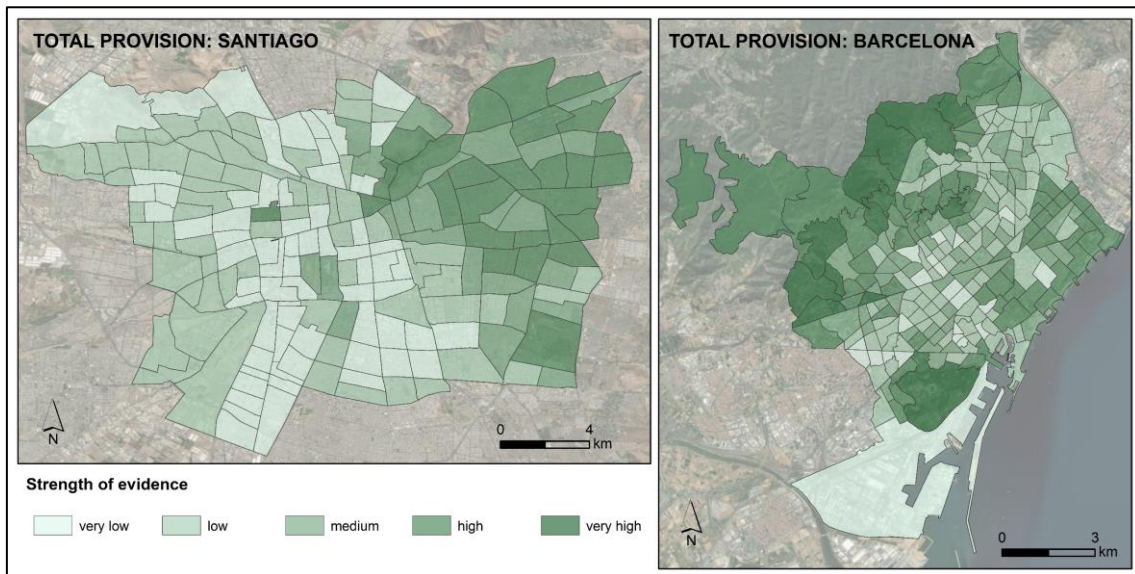 TOTAL PROVISION: SANTIAGO
N
4
0
km
TOTAL PROVISION: BARCELONA
N
0
3
km
Strength of evidence
very low
low
medium
high
very high